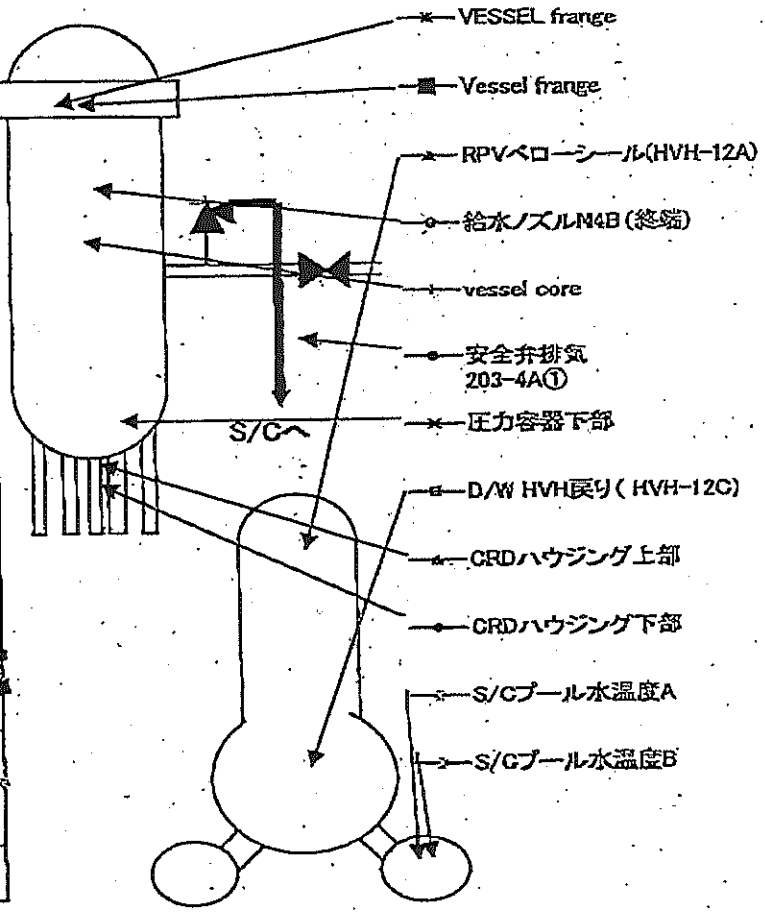 VESSEL frange
Vessel frange
RPVベローシール(HVH-12A)
給水ノズルN4B(終端)
vessel core
安全弁排気
203-4A①
圧力容器下部
S/Cへ
D/W HVH戻り( HVH-12C)
CRDハウジング上部
CRDハウジング下部
S/Cプール水温度A
S/Cプール水温度B